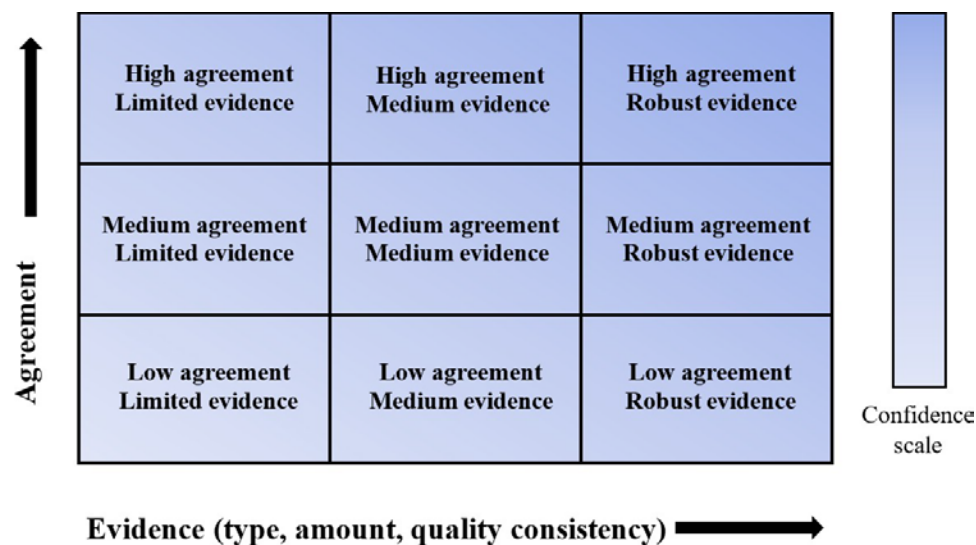 High agreement
Limited evidence
High agreement
Medium evidence
High agreement
Robust evidence
Medium agreement
Limited evidence
Medium agreement
Medium evidence
Medium agreement
Robust evidence
Low agreement
Limited evidence
Low agreement
Medium evidence
Low agreement
Robust evidence
Agreement
Confidence
scale
Evidence (type, amount, quality consistency)